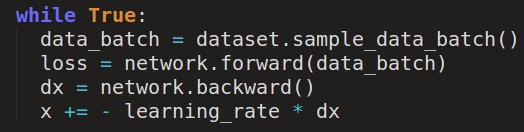 while True:
  data_batch = dataset.sample_data_batch()
  loss = network.forward(data_batch)
  dx = network.backward()
  x += - learning_rate * dx